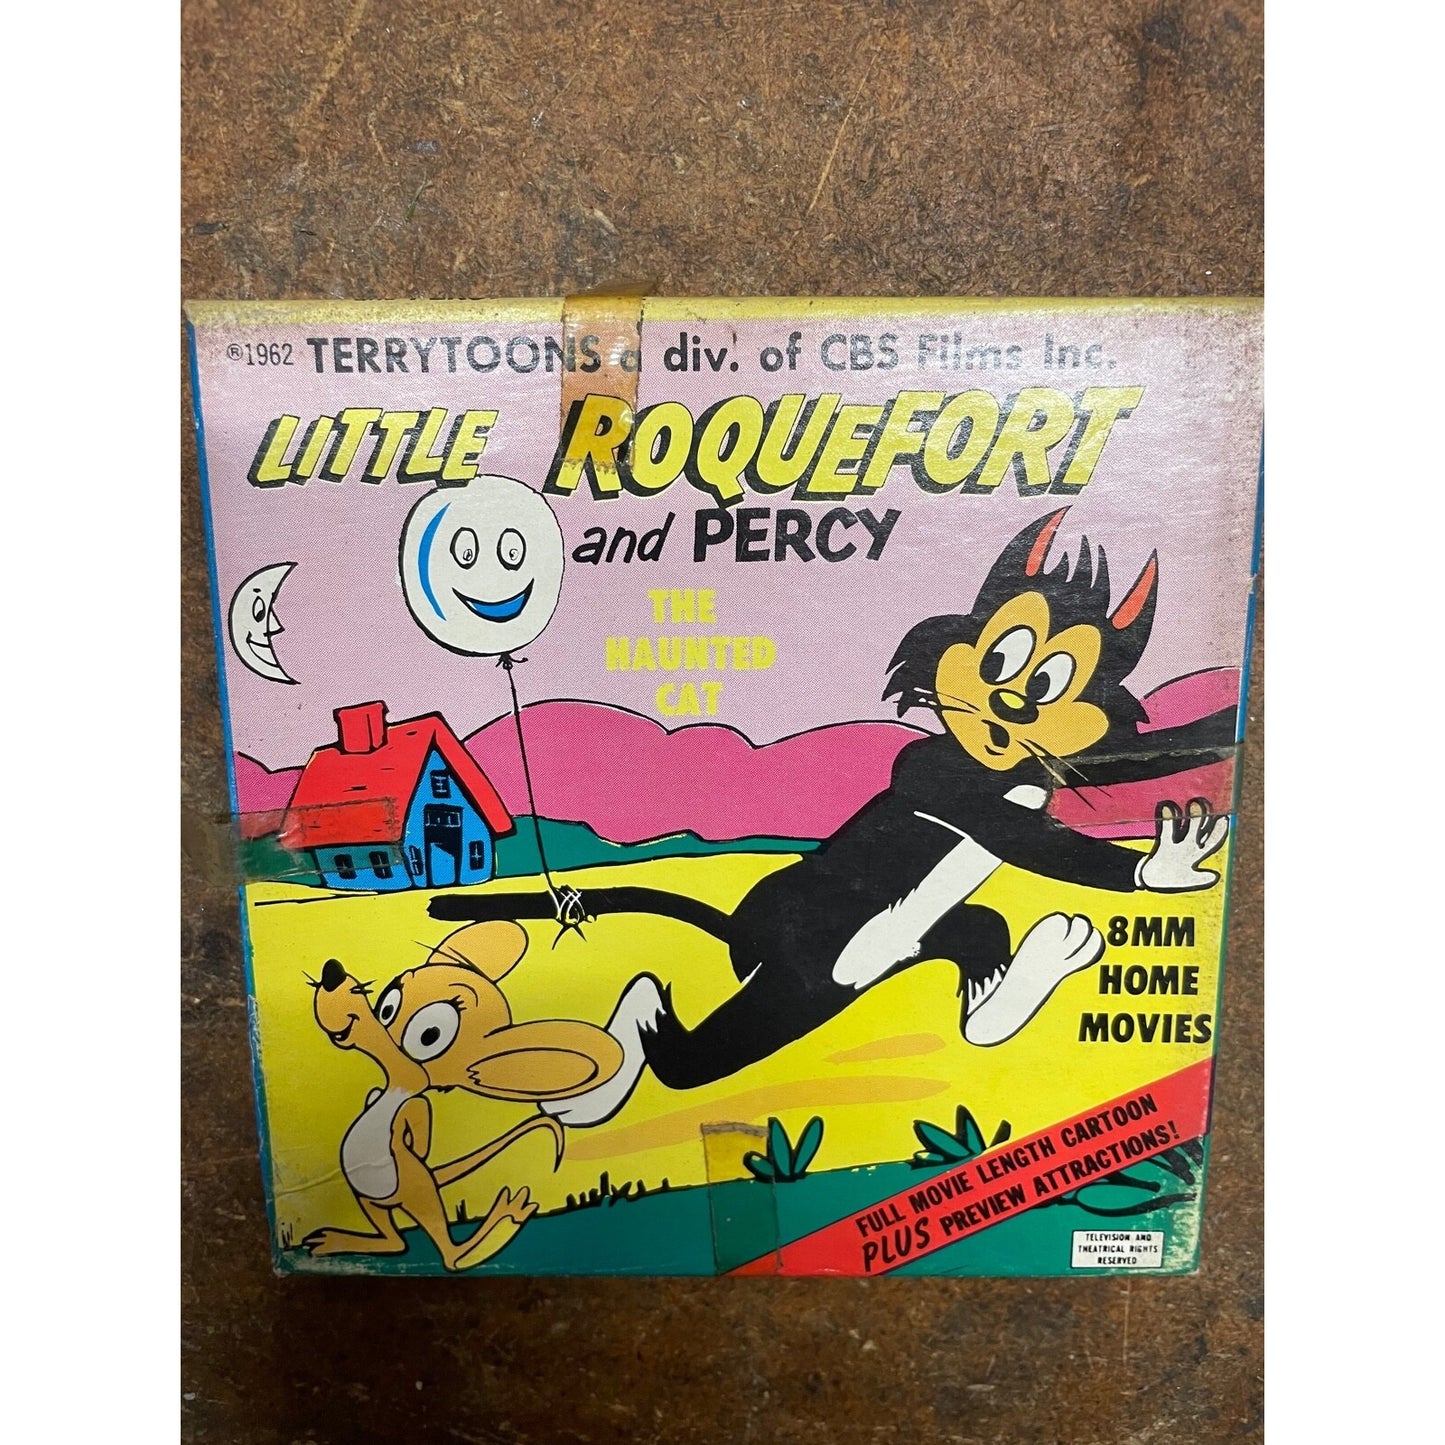 ®1962 TERRYTOONS a div. of CBS Films Inc.
LITTLE ROQUEFORT
and PERCY
THE
HAUNTED
CAT
8MM
HOME
MOVIES
FULL MOVIE LENGTH CARTOON
PLUS PREVIEW ATTRACTIONS!
TELEVISION AND
THEATRICAL RIGHTS
RESERVED